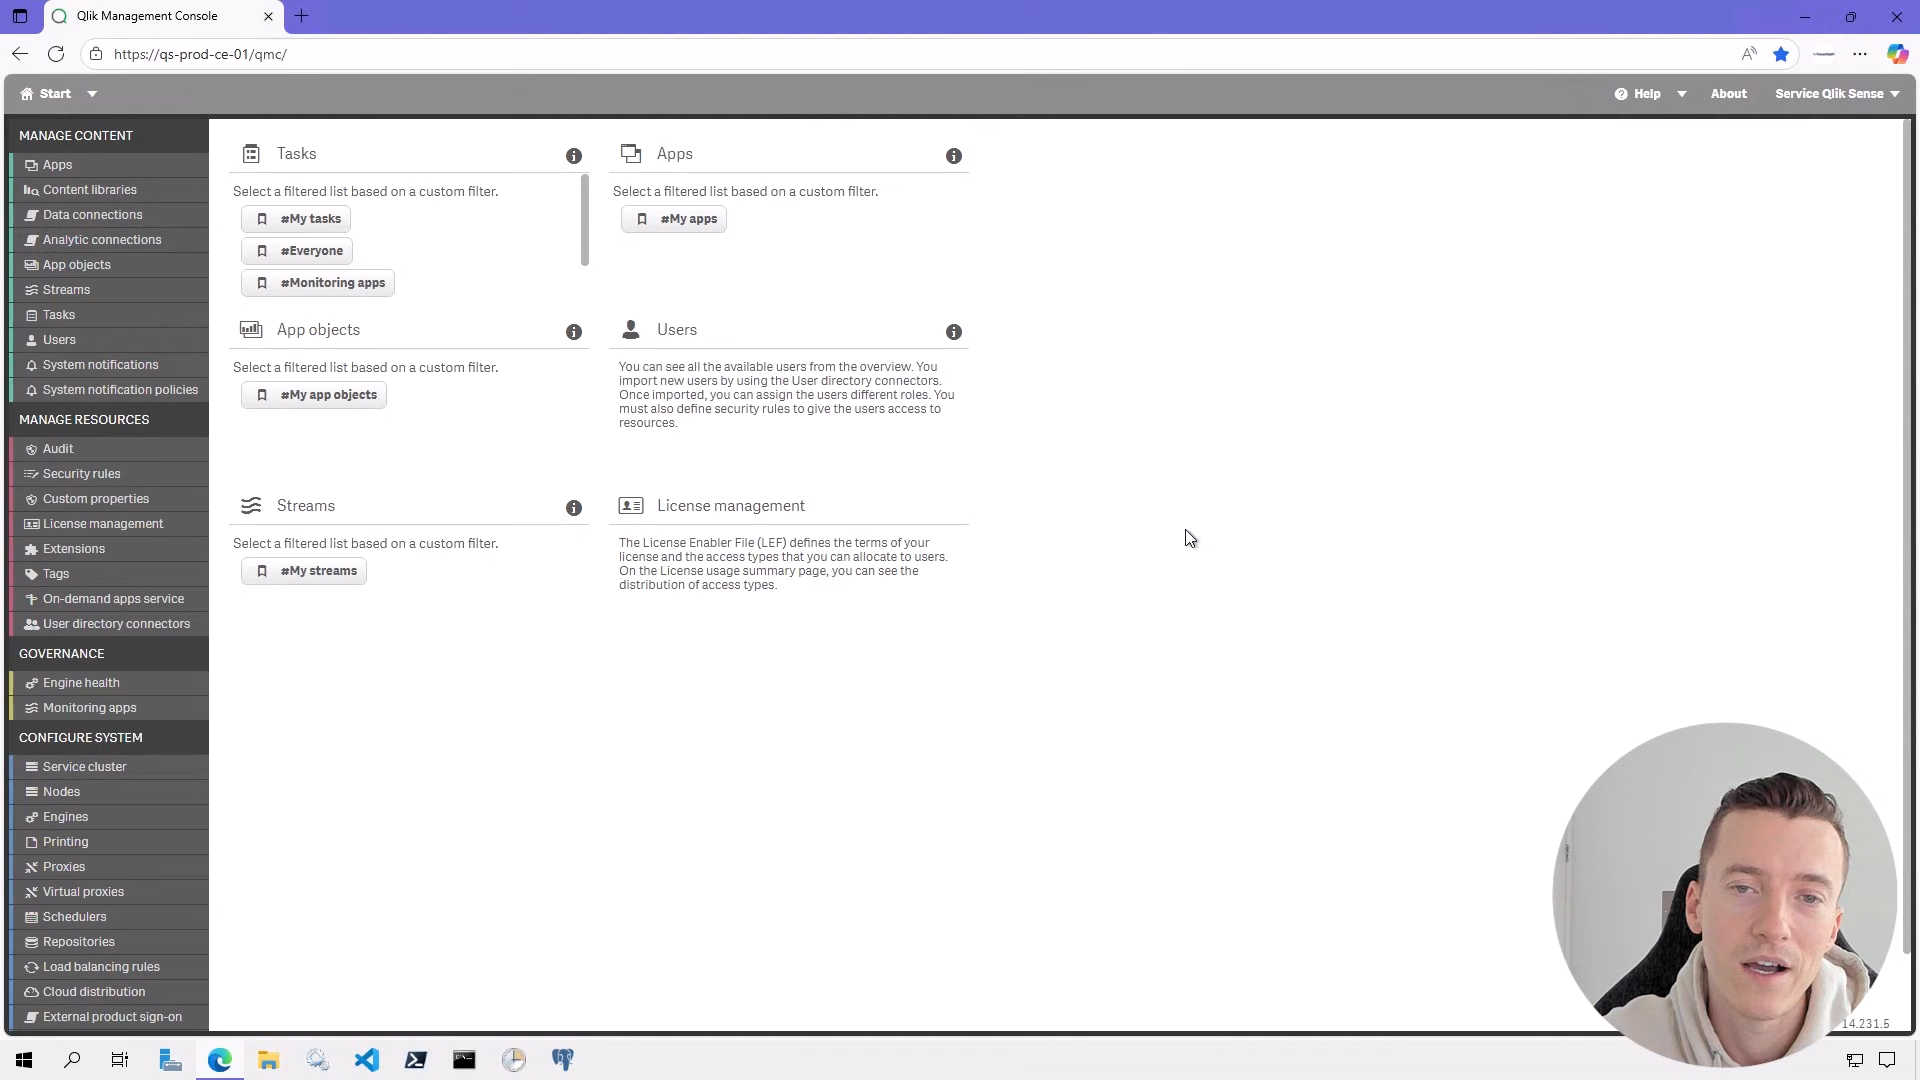 Qlik Management Console
https://qs-prod-ce-01/qmc/
Start
Help
About
Service Qlik Sense
MANAGE CONTENT
Apps
Content libraries
Data connections
Analytic connections
App objects
Streams
Tasks
Users
System notifications
System notification policies
MANAGE RESOURCES
Audit
Security rules
Custom properties
License management
Extensions
Tags
On-demand apps service
User directory connectors
GOVERNANCE
Engine health
Monitoring apps
CONFIGURE SYSTEM
Service cluster
Nodes
Engines
Printing
Proxies
Virtual proxies
Schedulers
Repositories
Load balancing rules
Cloud distribution
External product sign-on
Tasks
Select a filtered list based on a custom filter.
#My tasks
#Everyone
#Monitoring apps
Apps
Select a filtered list based on a custom filter.
#My apps
App objects
Select a filtered list based on a custom filter.
#My app objects
Users
You can see all the available users from the overview. You
import new users by using the User directory connectors.
Once imported, you can assign the users different roles. You
must also define security rules to give the users access to
resources.
Streams
Select a filtered list based on a custom filter.
#My streams
License management
The License Enabler File (LEF) defines the terms of your
license and the access types that you can allocate to users.
On the License usage summary page, you can see the
distribution of access types.
14.231.5